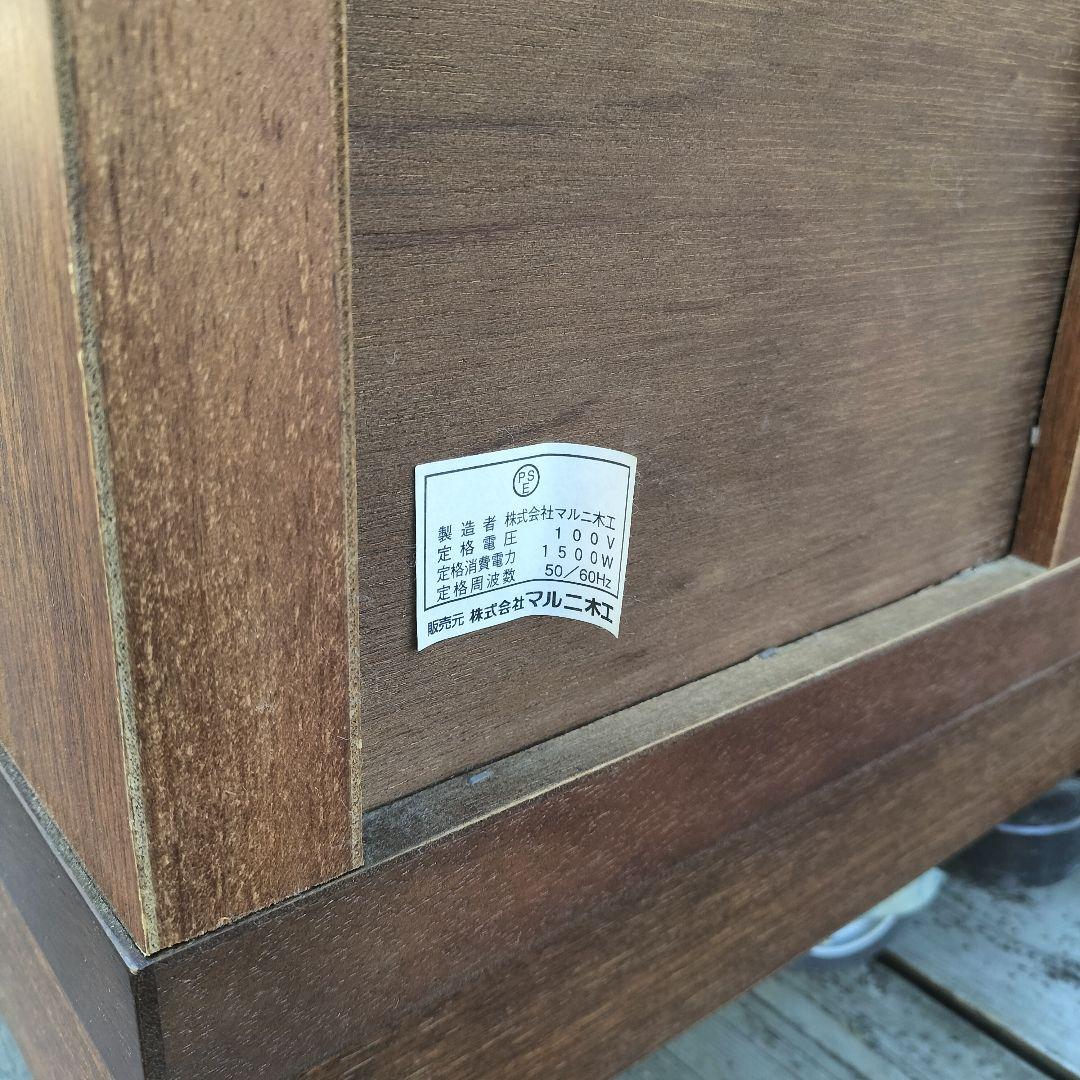 PSE
製造者 株式会社マルニ木工
定格電圧 100V
定格消費電力 1500W
定格周波数 50/60Hz
販売元 株式会社マルニ木工